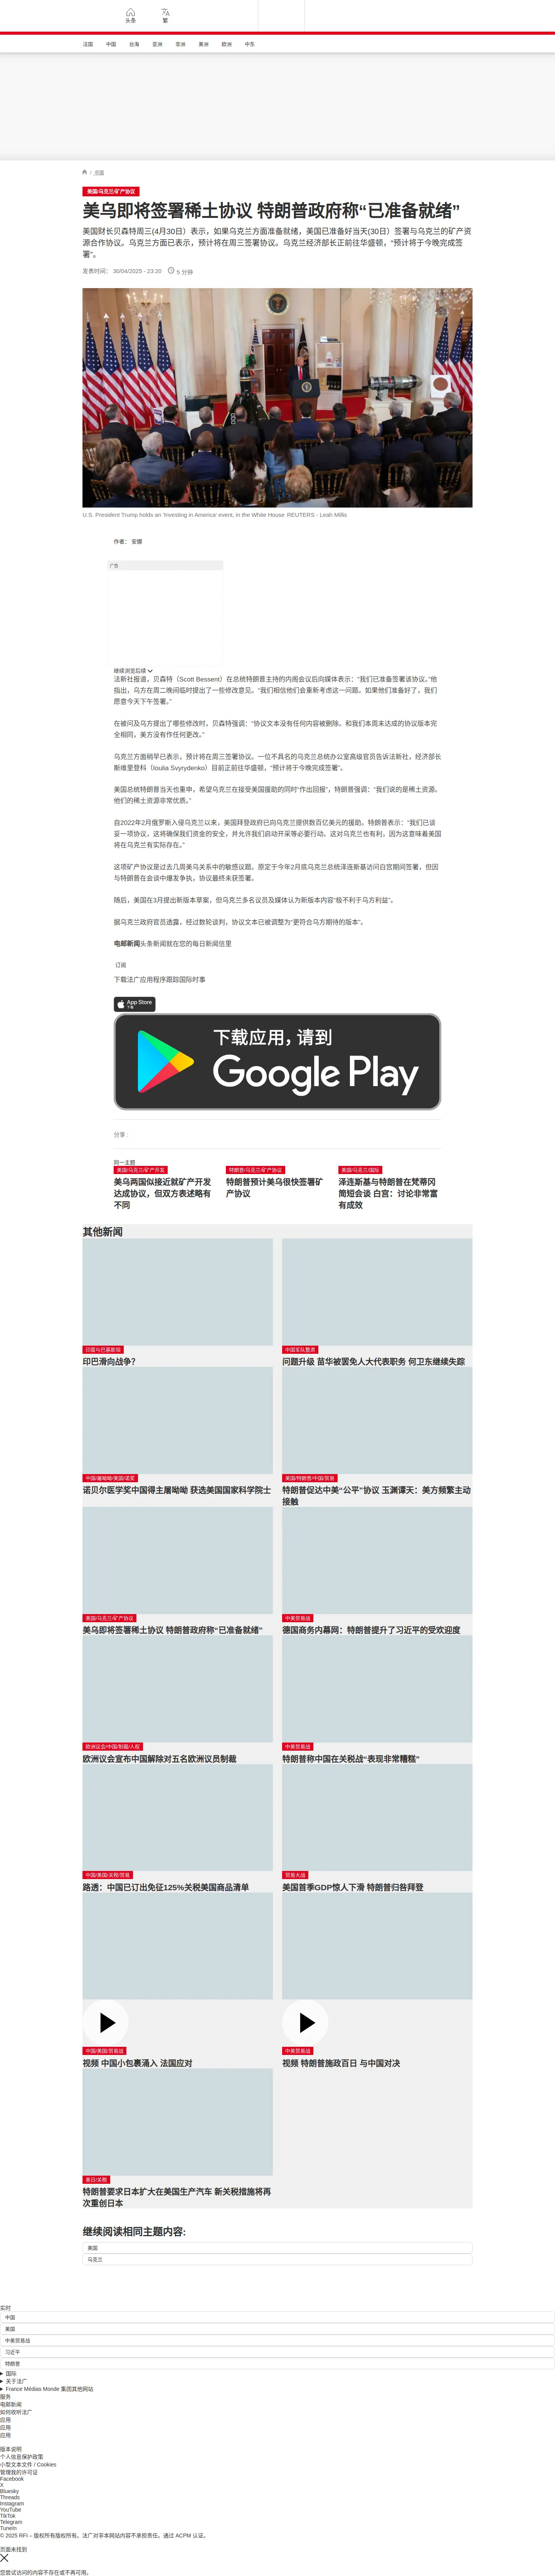 头条
繁
法国
中国
台海
亚洲
非洲
美洲
欧洲
中东
/ 美国
美国/乌克兰/矿产协议
美乌即将签署稀土协议 特朗普政府称“已准备就绪”
美国财长贝森特周三(4月30日）表示，如果乌克兰方面准备就绪，美国已准备好当天(30日）签署与乌克兰的矿产资
源合作协议。乌克兰方面已表示，预计将在周三签署协议。乌克兰经济部长正前往华盛顿，“预计将于今晚完成签
署”。
发表时间： 30/04/2025 - 23:20
5 分钟
U.S. President Trump holds an 'Investing in America' event, in the White House REUTERS - Leah Millis
作者： 安娜
广告
继续浏览后续
法新社报道，贝森特（Scott Bessent）在总统特朗普主持的内阁会议后向媒体表示：“我们已准备签署该协议。”他
指出，乌方在周二晚间临时提出了一些修改意见。“我们相信他们会重新考虑这一问题。如果他们准备好了，我们
愿意今天下午签署。”
在被问及乌方提出了哪些修改时，贝森特强调：“协议文本没有任何内容被删除。和我们本周末达成的协议版本完
全相同，美方没有作任何更改。”
乌克兰方面稍早已表示，预计将在周三签署协议。一位不具名的乌克兰总统办公室高级官员告诉法新社，经济部长
斯维里登科（Ioulia Svyrydenko）目前正前往华盛顿，“预计将于今晚完成签署”。
美国总统特朗普当天也重申，希望乌克兰在接受美国援助的同时“作出回报”，特朗普强调：“我们说的是稀土资源。
他们的稀土资源非常优质。”
自2022年2月俄罗斯入侵乌克兰以来，美国拜登政府已向乌克兰提供数百亿美元的援助。特朗普表示：“我们已谈
妥一项协议，这将确保我们资金的安全，并允许我们启动开采等必要行动。这对乌克兰也有利，因为这意味着美国
将在乌克兰有实际存在。”
这项矿产协议是过去几周美乌关系中的敏感议题。原定于今年2月底乌克兰总统泽连斯基访问白宫期间签署，但因
与特朗普在会谈中爆发争执，协议最终未获签署。
随后，美国在3月提出新版本草案，但乌克兰多名议员及媒体认为新版本内容“极不利于乌方利益”。
据乌克兰政府官员透露，经过数轮谈判，协议文本已被调整为“更符合乌方期待的版本”。
电邮新闻头条新闻就在您的每日新闻信里
订阅
下载法广应用程序跟踪国际时事
App Store
下载
下载应用，请到
Google Play
分享 :
同一主题
美国/乌克兰/矿产开发
美乌两国似接近就矿产开发
达成协议，但双方表述略有
不同
特朗普/乌克兰/矿产协议
特朗普预计美乌很快签署矿
产协议
美国/乌克兰/国际
泽连斯基与特朗普在梵蒂冈
简短会谈 白宫：讨论非常富
有成效
其他新闻
印度与巴基斯坦
印巴滑向战争？
中国军队整肃
问题升级 苗华被罢免人大代表职务 何卫东继续失踪
中国/屠呦呦/美国/诺奖
诺贝尔医学奖中国得主屠呦呦 获选美国国家科学院士
美国/特朗普/中国/贸易
特朗普促达中美“公平”协议 玉渊谭天：美方频繁主动
接触
美国/乌克兰/矿产协议
美乌即将签署稀土协议 特朗普政府称“已准备就绪”
中美贸易战
德国商务内幕网：特朗普提升了习近平的受欢迎度
欧洲议会/中国/制裁/人权
欧洲议会宣布中国解除对五名欧洲议员制裁
中美贸易战
特朗普称中国在关税战“表现非常糟糕”
中国/美国/关税/贸易
路透：中国已订出免征125%关税美国商品清单
贸易大战
美国首季GDP惊人下滑 特朗普归咎拜登
中国/美国/贸易战
视频 中国小包裹涌入 法国应对
中美贸易战
视频 特朗普施政百日 与中国对决
美日/关税
特朗普要求日本扩大在美国生产汽车 新关税措施将再
次重创日本
继续阅读相同主题内容:
美国
乌克兰
实时
中国
美国
中美贸易战
习近平
特朗普
国际
关于法广
France Médias Monde 集团其他网站
服务
电邮新闻
如何收听法广
应用
应用
应用
版本说明
个人信息保护政策
小型文本文件 / Cookies
管理我的许可证
Facebook
X
Bluesky
Threads
Instagram
YouTube
TikTok
Telegram
TuneIn
© 2025 RFI – 版权所有版权所有。法广对非本网站内容不承担责任。通过 ACPM 认证。
页面未找到
您尝试访问的内容不存在或不再可用。